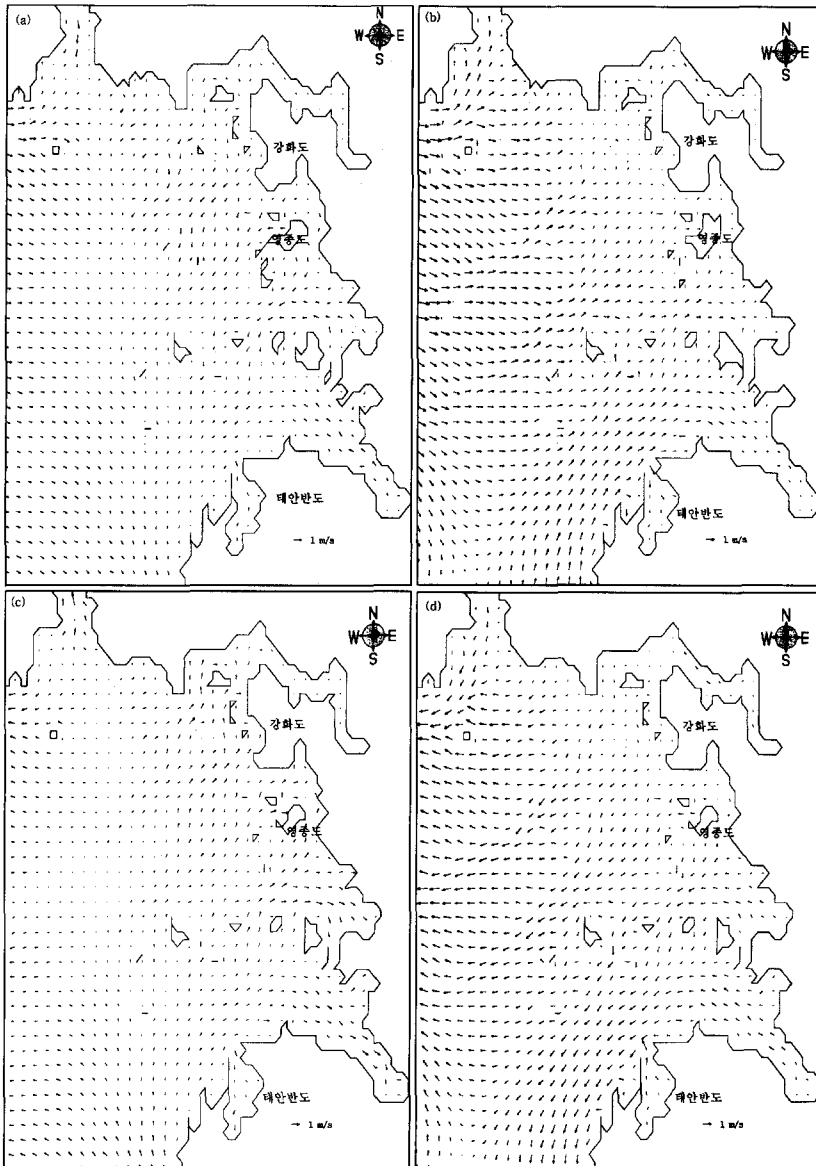 (a)
N
W E
S
강화도
영종도
태안반도
→ 1 m/s
(b)
N
W E
S
강화도
영종도
태안반도
→ 1 m/s
(c)
N
W E
S
강화도
영종도
태안반도
→ 1 m/s
(d)
N
W E
S
강화도
영종도
태안반도
→ 1 m/s